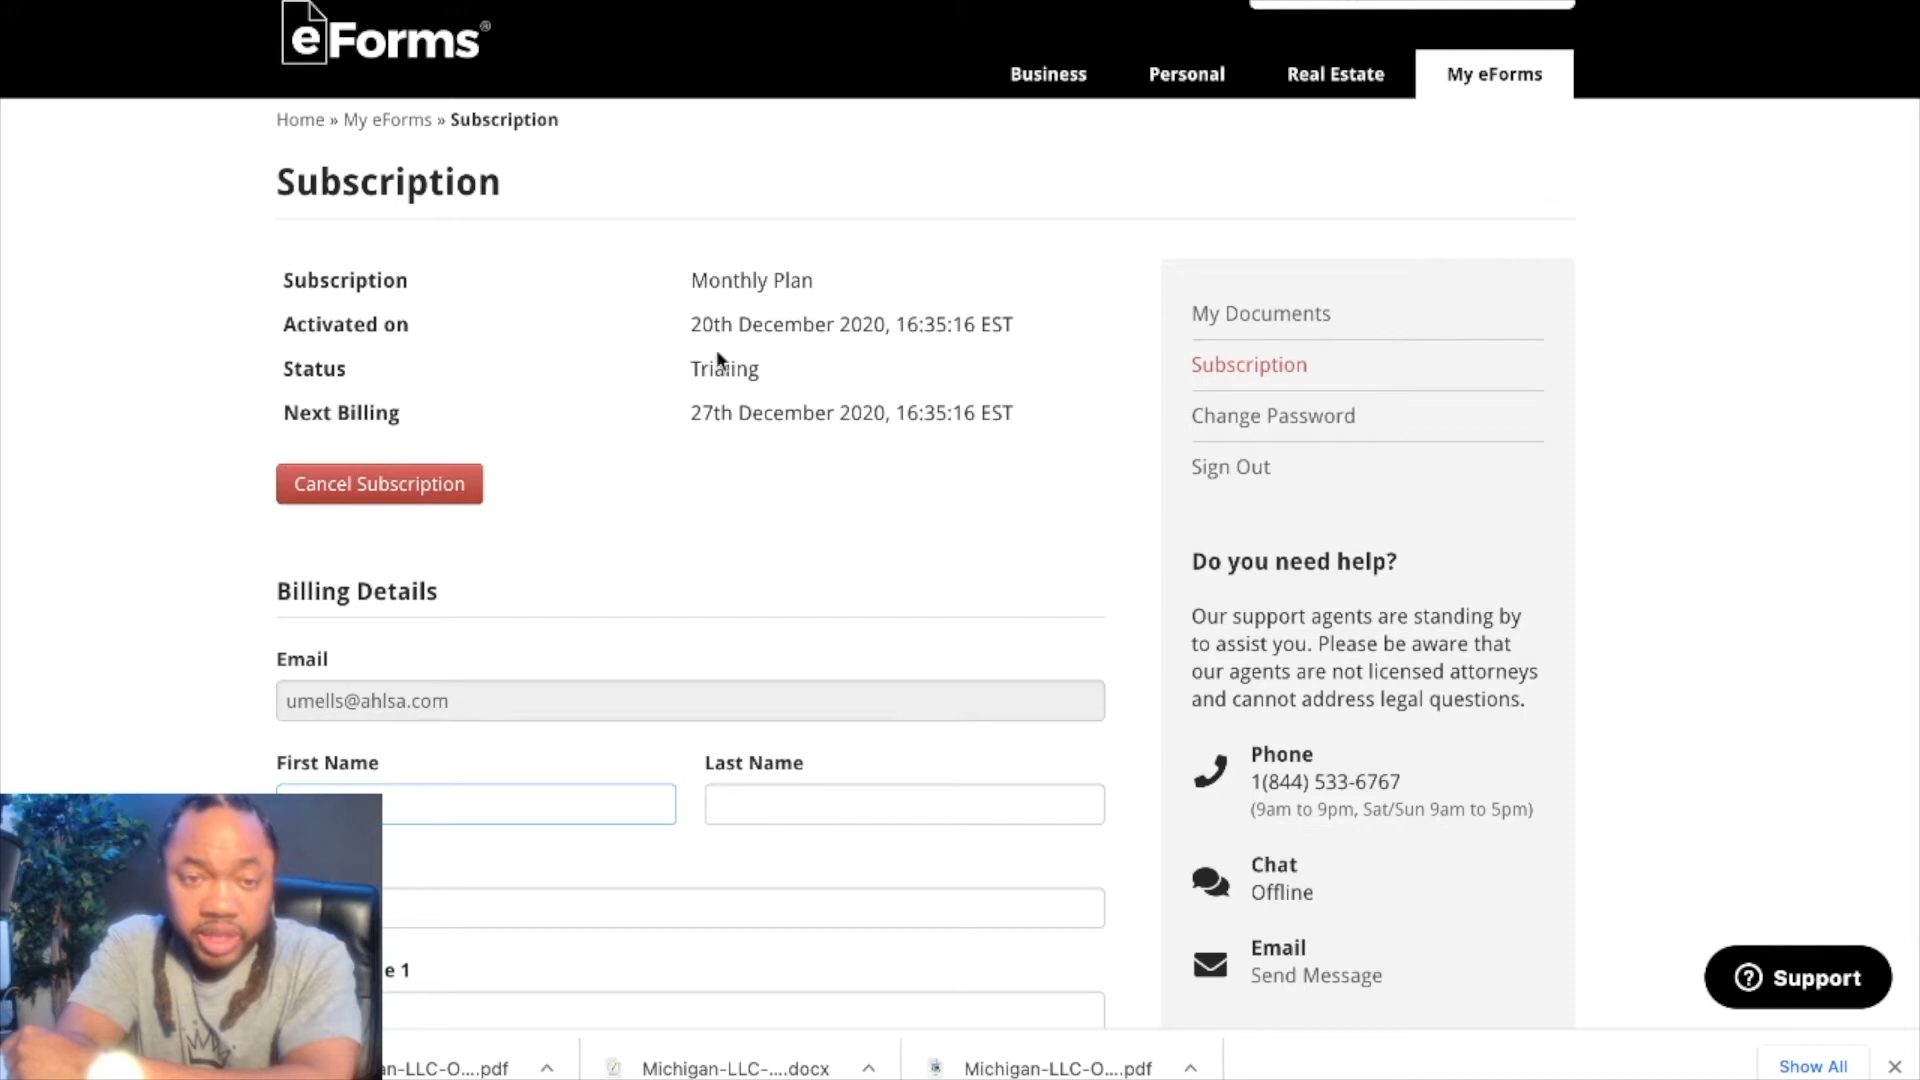 eForms®
Business Personal Real Estate My eForms
Home » My eForms » Subscription
Subscription
Subscription Monthly Plan
Activated on 20th December 2020, 16:35:16 EST
Status Trialing
Next Billing 27th December 2020, 16:35:16 EST
Cancel Subscription
My Documents
Subscription
Change Password
Sign Out
Billing Details
Email
umells@ahlsa.com
First Name Last Name
e 1
Do you need help?
Our support agents are standing by
to assist you. Please be aware that
our agents are not licensed attorneys
and cannot address legal questions.
Phone
1(844) 533-6767
(9am to 9pm, Sat/Sun 9am to 5pm)
Chat
Offline
Email
Send Message
Support
an-LLC-O....pdf Michigan-LLC-....docx Michigan-LLC-O....pdf Show All